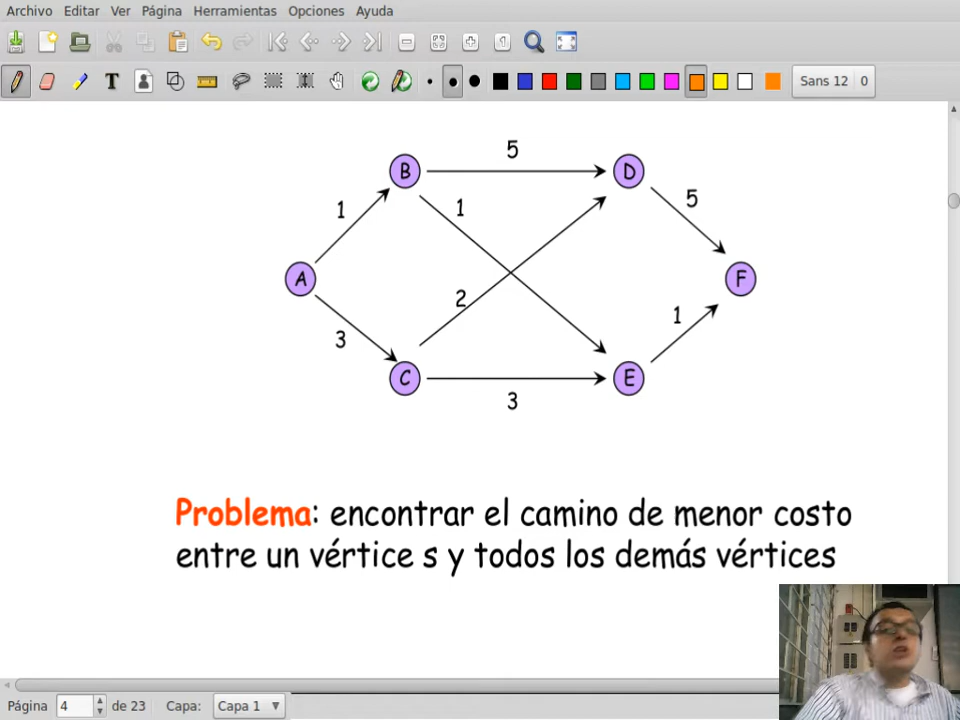 Archivo Editar Ver Página Herramientas Opciones Ayuda
Sans 12 0
5
B D
1 1 5
A F
2
3 1
C E
3
Problema: encontrar el camino de menor costo
entre un vértice s y todos los demás vértices
Página 4 de 23 Capa: Capa 1